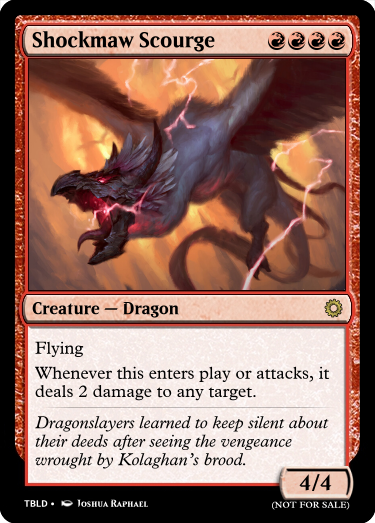 Shockmaw Scourge
Creature — Dragon
Flying
Whenever this enters play or attacks, it
deals 2 damage to any target.
Dragonslayers learned to keep silent about
their deeds after seeing the vengeance
wrought by Kolaghan's brood.
4/4
TBLD • Joshua Raphael
(NOT FOR SALE)